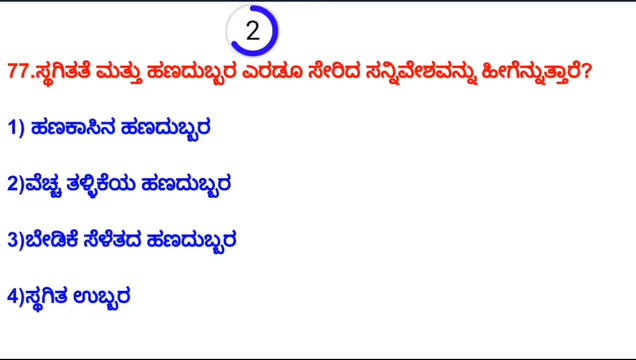 2
77.ಸ್ಥಗಿತತೆ ಮತ್ತು ಹಣದುಬ್ಬರ ಎರಡೂ ಸೇರಿದ ಸನ್ನಿವೇಶವನ್ನು ಹೀಗೆನ್ನುತ್ತಾರೆ?
1) ಹಣಕಾಸಿನ ಹಣದುಬ್ಬರ
2)ವೆಚ್ಚ ತಳ್ಳಿಕೆಯ ಹಣದುಬ್ಬರ
3)ಬೇಡಿಕೆ ಸೆಳೆತದ ಹಣದುಬ್ಬರ
4)ಸ್ಥಗಿತ ಉಬ್ಬರ